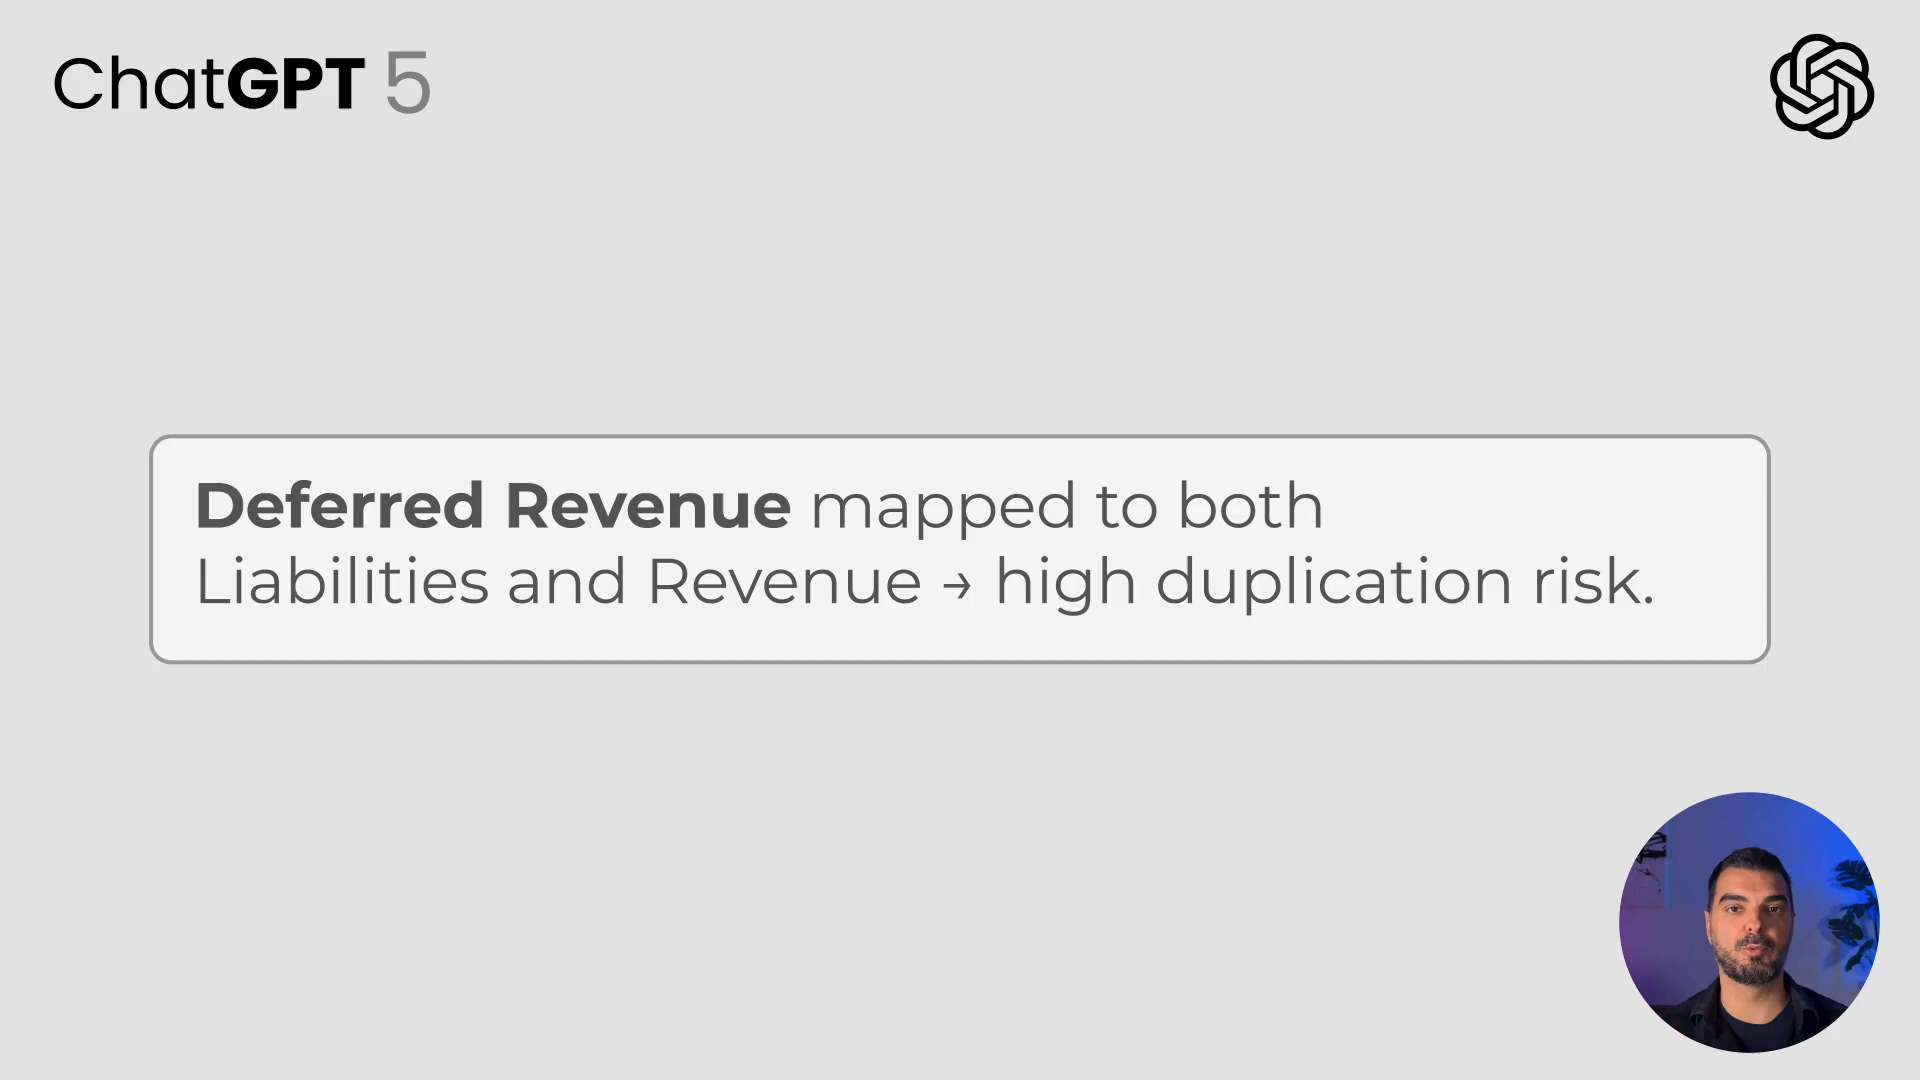 ChatGPT 5
Deferred Revenue mapped to both
Liabilities and Revenue → high duplication risk.